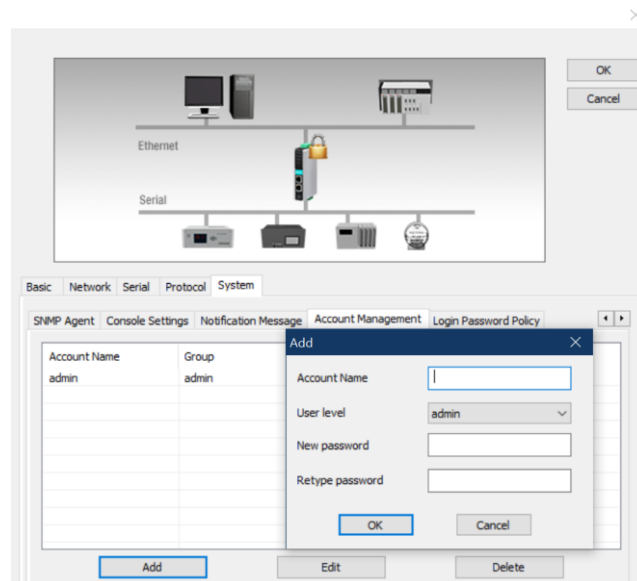 OK
Cancel
Ethernet
Serial
Basic Network Serial Protocol System
SNMP Agent Console Settings Notification Message Account Management Login Password Policy
Account Name Group
admin admin
Add
Account Name
User level admin
New password
Retype password
OK Cancel
Add Edit Delete